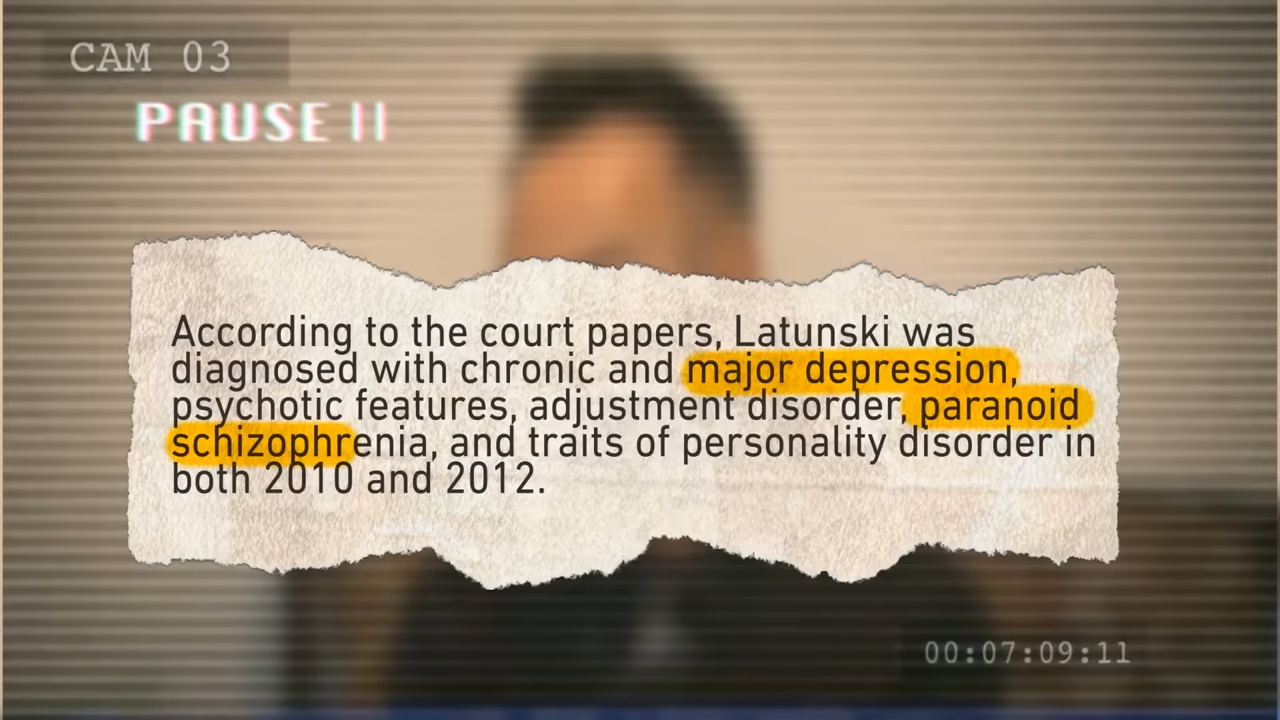 CAM 03
PAUSE II
According to the court papers, Latunski was
diagnosed with chronic and major depression,
psychotic features, adjustment disorder, paranoid
schizophrenia, and traits of personality disorder in
both 2010 and 2012.
00:07:09:11